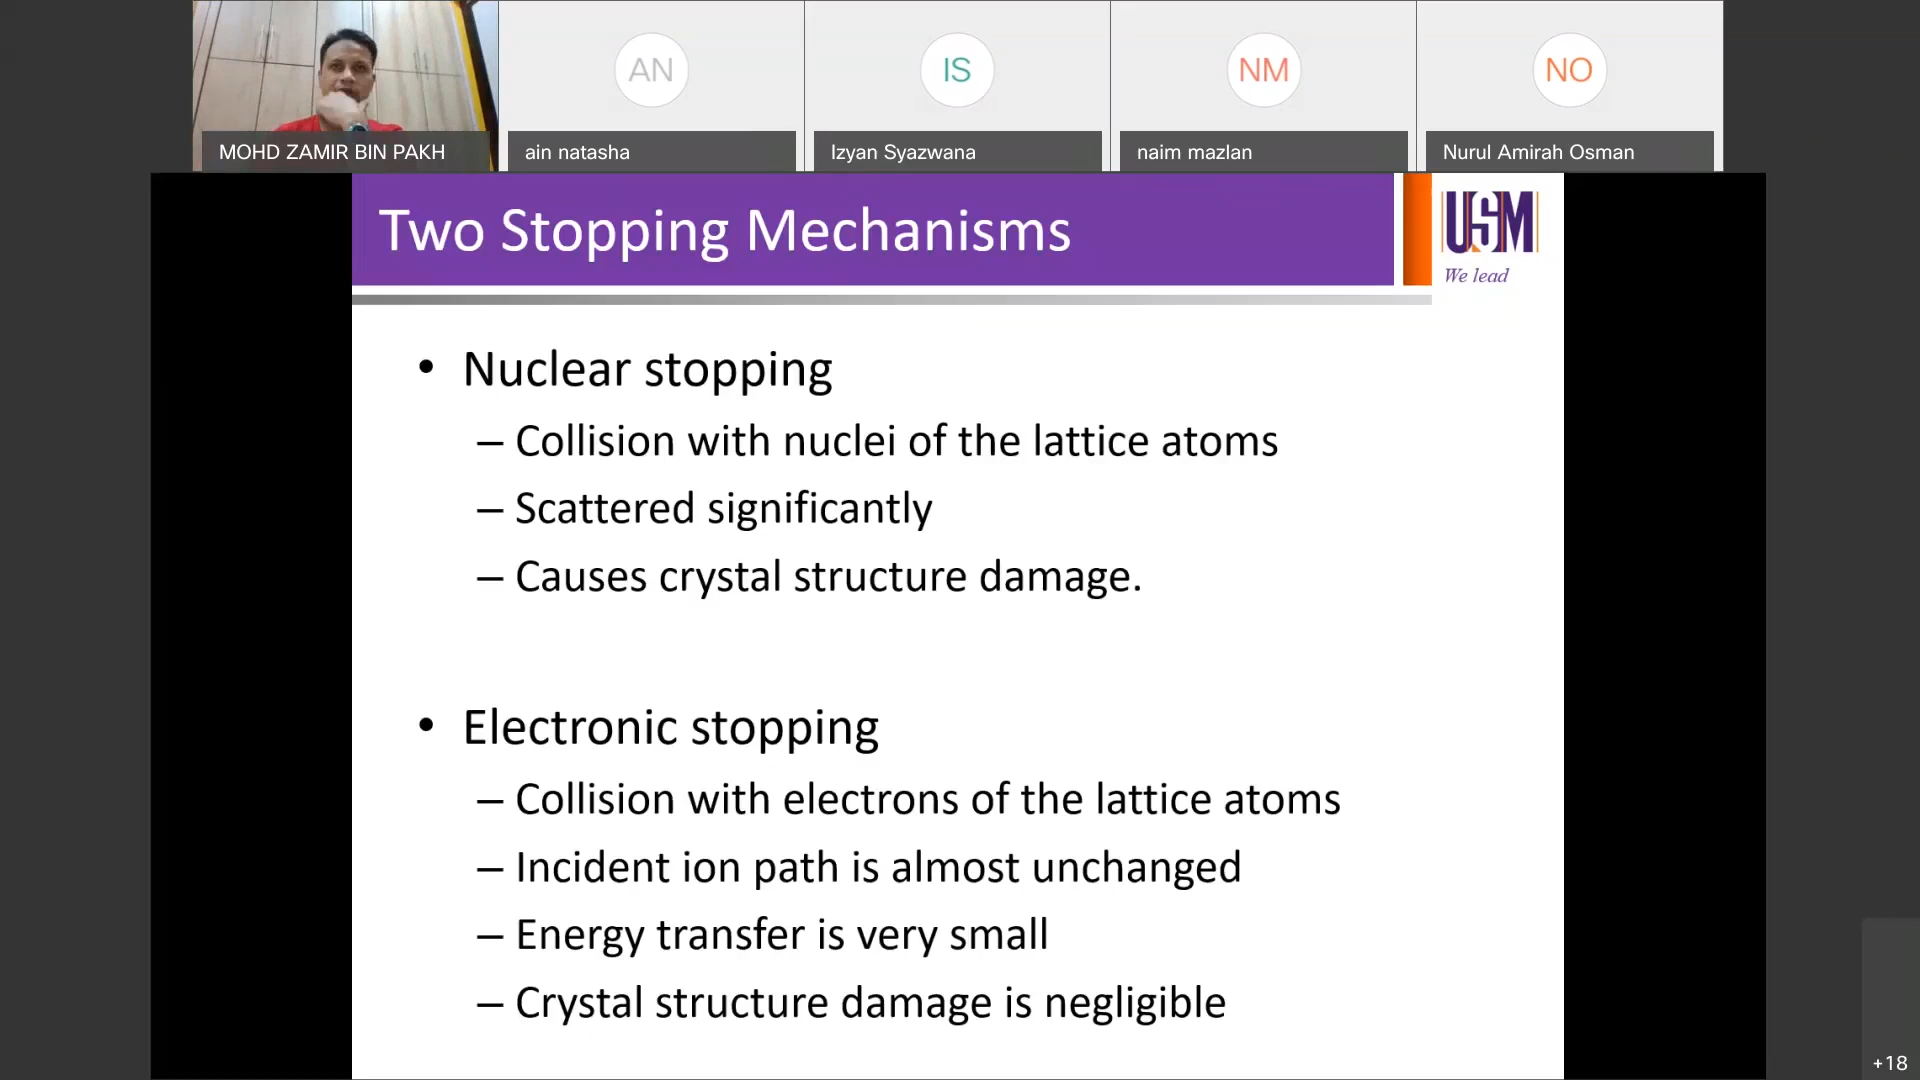 AN
IS
NM
NO
MOHD ZAMIR BIN PAKH
ain natasha
Izyan Syazwana
naim mazlan
Nurul Amirah Osman
Two Stopping Mechanisms
USM
We lead
• Nuclear stopping
– Collision with nuclei of the lattice atoms
– Scattered significantly
– Causes crystal structure damage.
• Electronic stopping
– Collision with electrons of the lattice atoms
– Incident ion path is almost unchanged
– Energy transfer is very small
– Crystal structure damage is negligible
+18